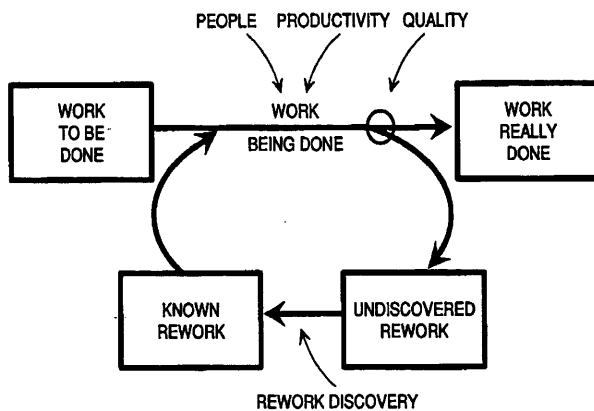 PEOPLE PRODUCTIVITY QUALITY
WORK
TO BE
DONE
WORK
BEING DONE
WORK
REALLY
DONE
KNOWN
REWORK
UNDISCOVERED
REWORK
REWORK DISCOVERY